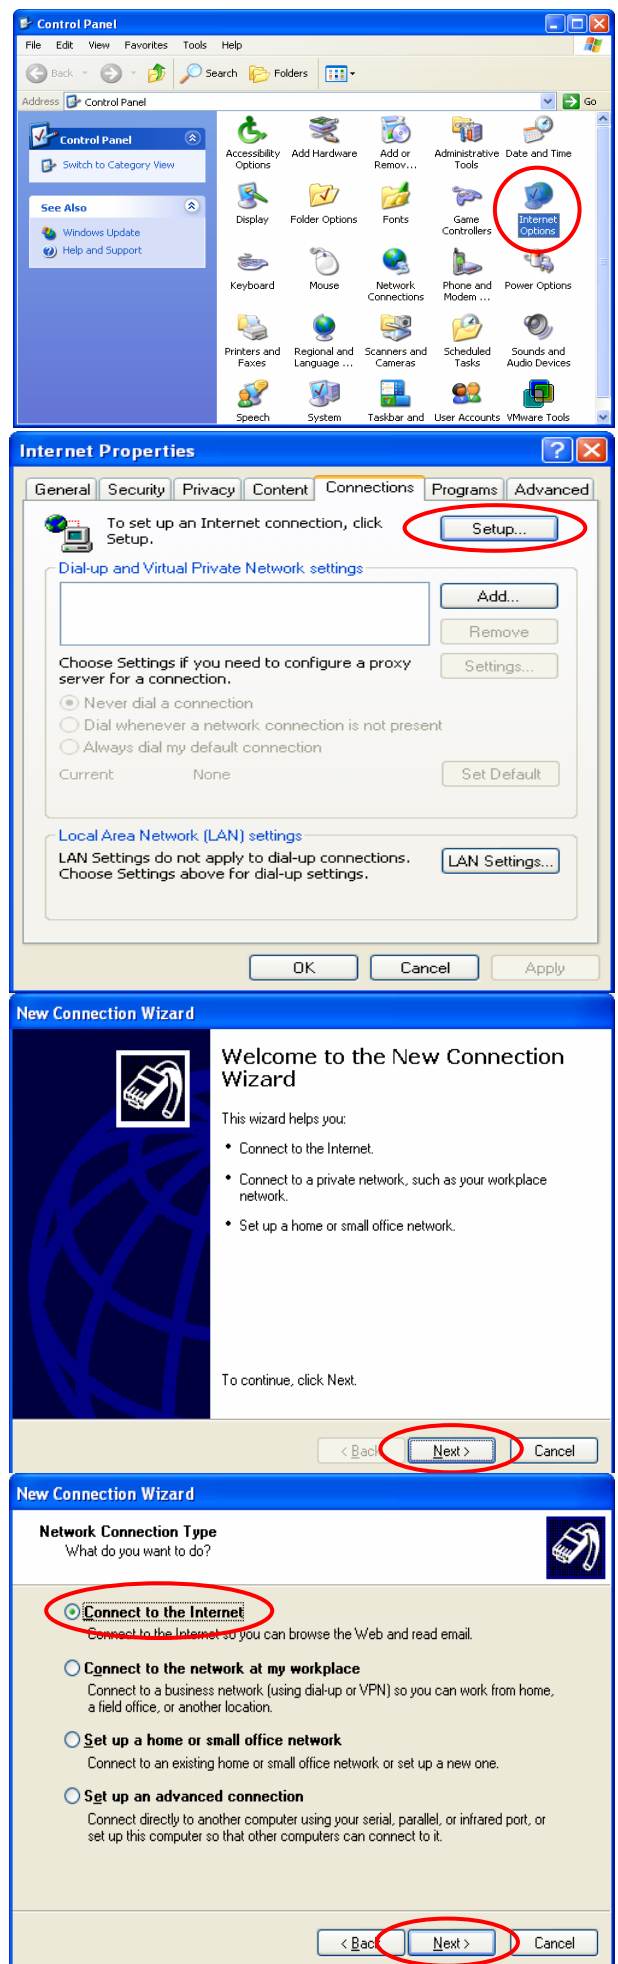 Control Panel
File Edit View Favorites Tools Help
Back Search Folders
Address Control Panel Go
Control Panel
Switch to Category View
See Also
Windows Update
Help and Support
Accessibility Options
Add Hardware
Add or Remov...
Administrative Tools
Date and Time
Display
Folder Options
Fonts
Game Controllers
Internet Options
Keyboard
Mouse
Network Connections
Phone and Modem ...
Power Options
Printers and Faxes
Regional and Language ...
Scanners and Cameras
Scheduled Tasks
Sounds and Audio Devices
Speech
System
Taskbar and
User Accounts
VMware Tools
Internet Properties
General Security Privacy Content Connections Programs Advanced
To set up an Internet connection, click
Setup.
Setup...
Dial-up and Virtual Private Network settings
Add...
Remove
Choose Settings if you need to configure a proxy
server for a connection.
Settings...
Never dial a connection
Dial whenever a network connection is not present
Always dial my default connection
Current None Set Default
Local Area Network (LAN) settings
LAN Settings do not apply to dial-up connections.
Choose Settings above for dial-up settings.
LAN Settings...
OK Cancel Apply
New Connection Wizard
Welcome to the New Connection
Wizard
This wizard helps you:
• Connect to the Internet.
• Connect to a private network, such as your workplace
network.
• Set up a home or small office network.
To continue, click Next.
< Back Next > Cancel
New Connection Wizard
Network Connection Type
What do you want to do?
Connect to the Internet
Connect to the Internet so you can browse the Web and read email.
Connect to the network at my workplace
Connect to a business network (using dial-up or VPN) so you can work from home,
a field office, or another location.
Set up a home or small office network
Connect to an existing home or small office network or set up a new one.
Set up an advanced connection
Connect directly to another computer using your serial, parallel, or infrared port, or
set up this computer so that other computers can connect to it.
< Back Next > Cancel